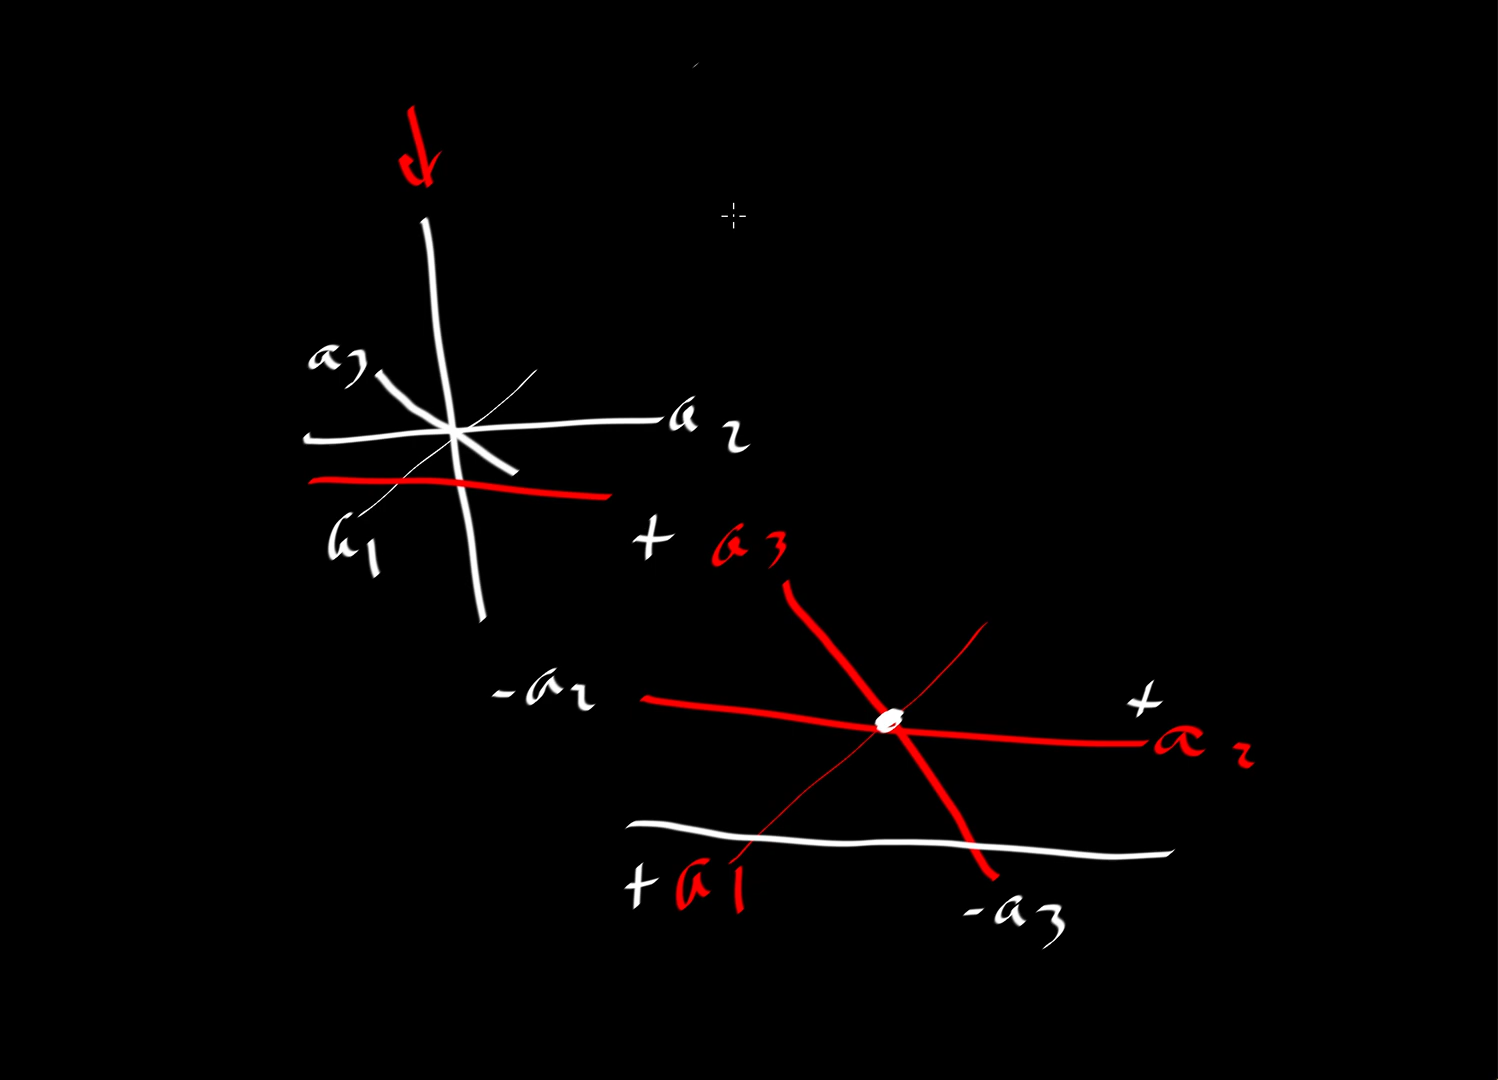 a3
a2
a1
+ a3
-a2
+ a2
+ a1
-a3